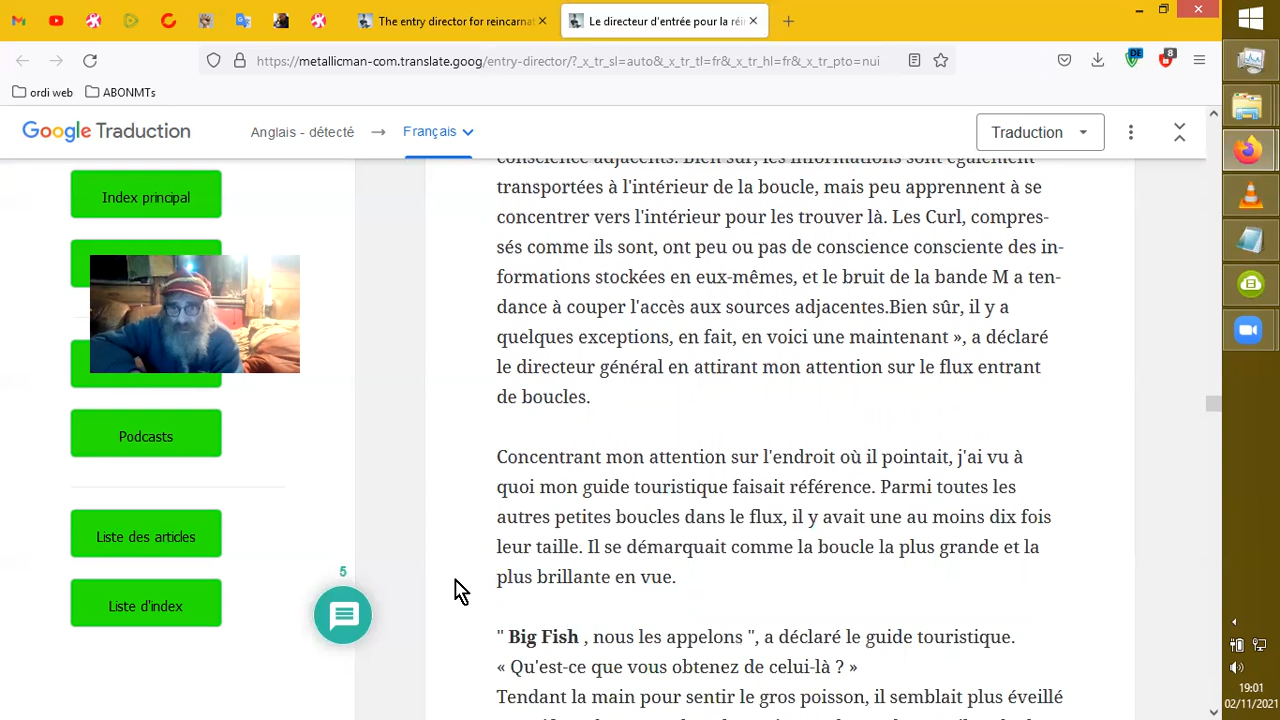 The entry director for reincarnat
Le directeur d'entrée pour la réi
https://metallicman-com.translate.goog/entry-director/?_x_tr_sl=auto&_x_tr_tl=fr&_x_tr_hl=fr&_x_tr_pto=nui
DE
8
ordi web
ABONMTs
Google Traduction
Anglais - détecté
Français
Traduction
Index principal
Podcasts
Liste des articles
Liste d'index
5
transportées à l'intérieur de la boucle, mais peu apprennent à se
concentrer vers l'intérieur pour les trouver là. Les Curl, compres-
sés comme ils sont, ont peu ou pas de conscience consciente des in-
formations stockées en eux-mêmes, et le bruit de la bande M a ten-
dance a couper l'accès aux sources adjacentes.Bien sûr, il y a
quelques exceptions, en fait, en voici une maintenant », a déclaré
le directeur général en attirant mon attention sur le flux entrant
de boucles.
Concentrant mon attention sur l'endroit où il pointait, j'ai vu à
quoi mon guide touristique faisait référence. Parmi toutes les
autres petites boucles dans le flux, il y avait une au moins dix fois
leur taille. Il se démarquait comme la boucle la plus grande et la
plus brillante en vue.
" Big Fish , nous les appelons ", a déclaré le guide touristique.
« Qu'est-ce que vous obtenez de celui-là ? »
Tendant la main pour sentir le gros poisson, il semblait plus éveillé
19:01
02/11/2021